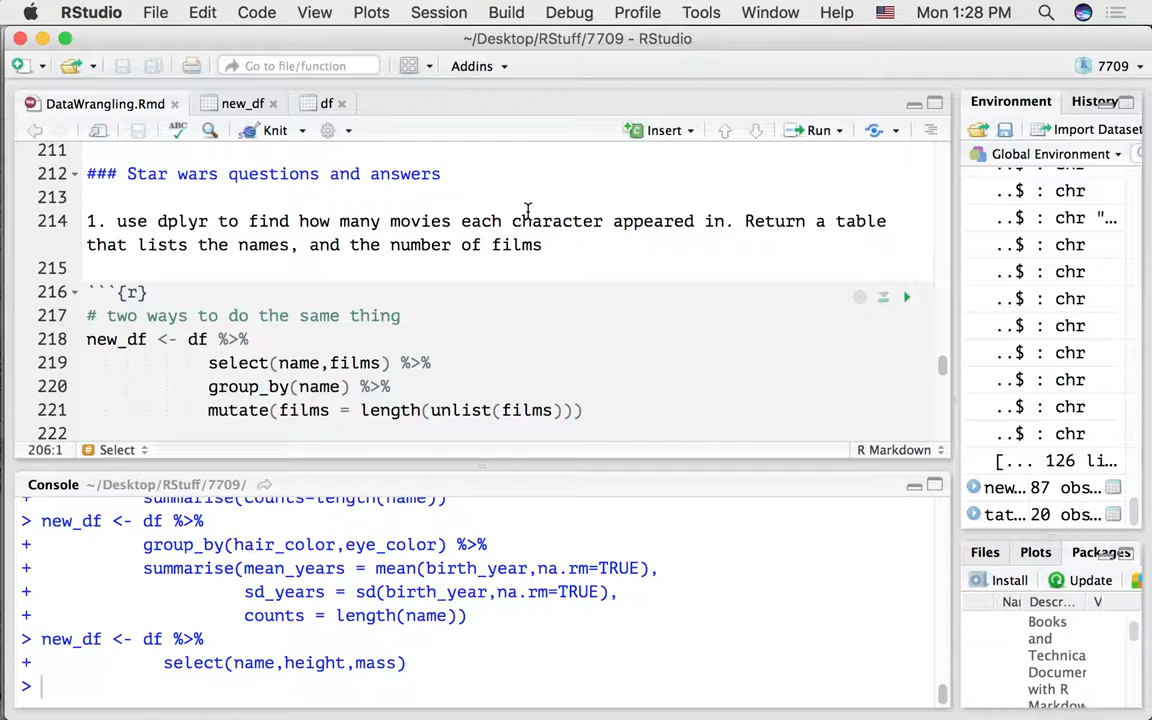 RStudio File Edit Code View Plots Session Build Debug Profile Tools Window Help Mon 1:28 PM
~/Desktop/RStuff/7709 - RStudio
Go to file/function Addins 7709
DataWrangling.Rmd new_df df
ABC Knit Insert Run
211
212 ### Star wars questions and answers
213
214 1. use dplyr to find how many movies each character appeared in. Return a table
that lists the names, and the number of films
215
216 ```{r}
217 # two ways to do the same thing
218 new_df <- df %>%
219 select(name,films) %>%
220 group_by(name) %>%
221 mutate(films = length(unlist(films)))
222
206:1 # Select R Markdown
Console ~/Desktop/RStuff/7709/
+ summarise(counts=length(name))
> new_df <- df %>%
+ group_by(hair_color,eye_color) %>%
+ summarise(mean_years = mean(birth_year,na.rm=TRUE),
+ sd_years = sd(birth_year,na.rm=TRUE),
+ counts = length(name))
> new_df <- df %>%
+ select(name,height,mass)
>
Environment History
Import Dataset
Global Environment
..$ : chr
..$ : chr "...
..$ : chr
..$ : chr
..$ : chr
..$ : chr
..$ : chr
..$ : chr
..$ : chr
..$ : chr
[... 126 li...
new... 87 obs...
tat... 20 obs...
Files Plots Packages
Install Update
Descr... V
Books
and
Technica
Documer
with R
Markdow